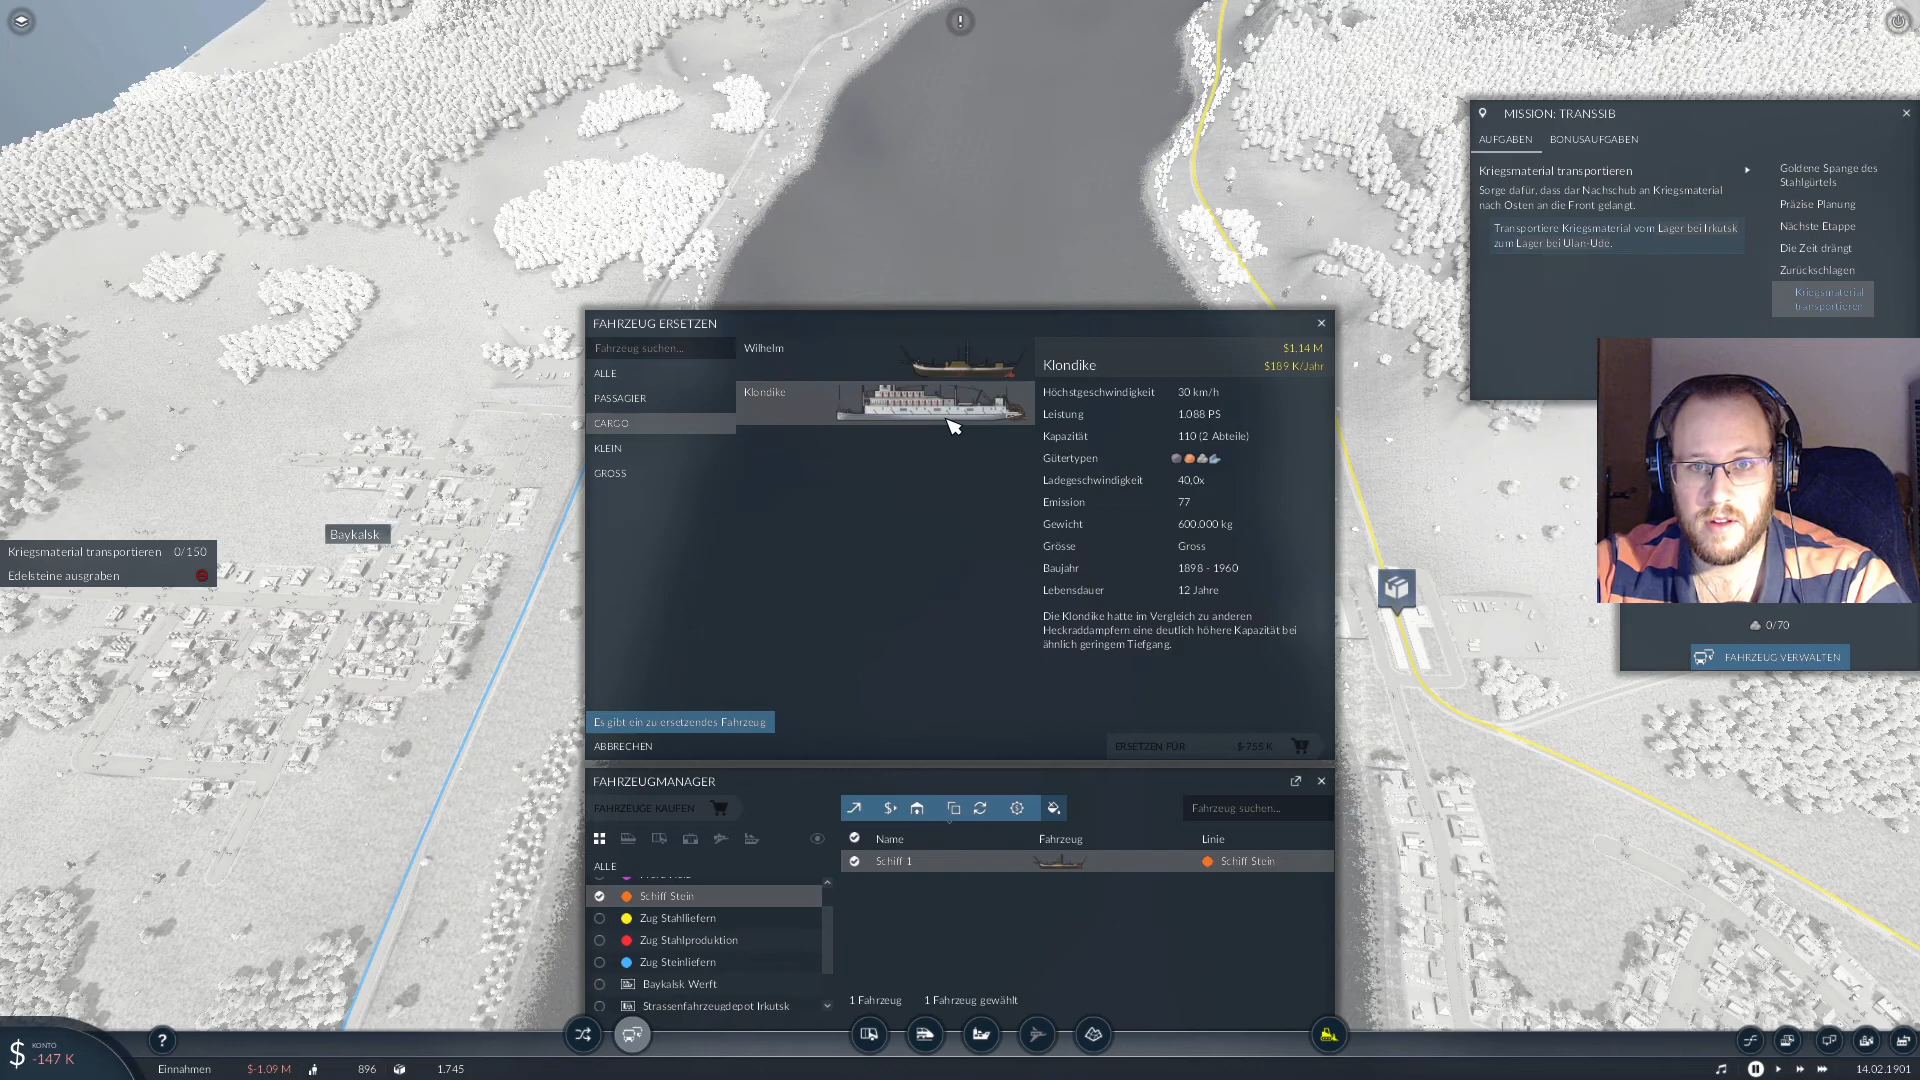 MISSION: TRANSSIB
AUFGABEN
BONUSAUFGABEN
Kriegsmaterial transportieren
Sorge dafür, dass dar Nachschub an Kriegsmaterial
nach Osten an die Front gelangt.
Transportiere Kriegsmaterial vom Lager bei Irkutsk
zum Lager bei Ulan-Ude.
Goldene Spange des
Stahlgürtels
Präzise Planung
Nächste Etappe
Die Zeit drängt
Zurückschlagen
Kriegsmaterial
transportieren
FAHRZEUG ERSETZEN
Fahrzeug suchen...
ALLE
PASSAGIER
CARGO
KLEIN
GROSS
Wilhelm
Klondike
$1.14 M
Klondike
$189 K/Jahr
Höchstgeschwindigkeit 30 km/h
Leistung 1.088 PS
Kapazität 110 (2 Abteile)
Gütertypen
Ladegeschwindigkeit 40,0x
Emission 77
Gewicht 600.000 kg
Grösse Gross
Baujahr 1898 - 1960
Lebensdauer 12 Jahre
Die Klondike hatte im Vergleich zu anderen
Heckraddampfern eine deutlich höhere Kapazität bei
ähnlich geringem Tiefgang.
Es gibt ein zu ersetzendes Fahrzeug
ABBRECHEN
ERSETZEN FÜR $-755 K
Baykalsk
Kriegsmaterial transportieren 0/150
Edelsteine ausgraben
0/70
FAHRZEUG VERWALTEN
FAHRZEUGMANAGER
FAHRZEUGE KAUFEN
Fahrzeug suchen...
ALLE
Name Fahrzeug Linie
Schiff 1 Schiff Stein
Schiff Stein
Zug Stahlliefern
Zug Stahlproduktion
Zug Steinliefern
Baykalsk Werft
Strassenfahrzeugdepot Irkutsk
1 Fahrzeug 1 Fahrzeug gewählt
?
$ KONTO
-147 K
Einnahmen $-1.09 M 896 1.745
14.02.1901